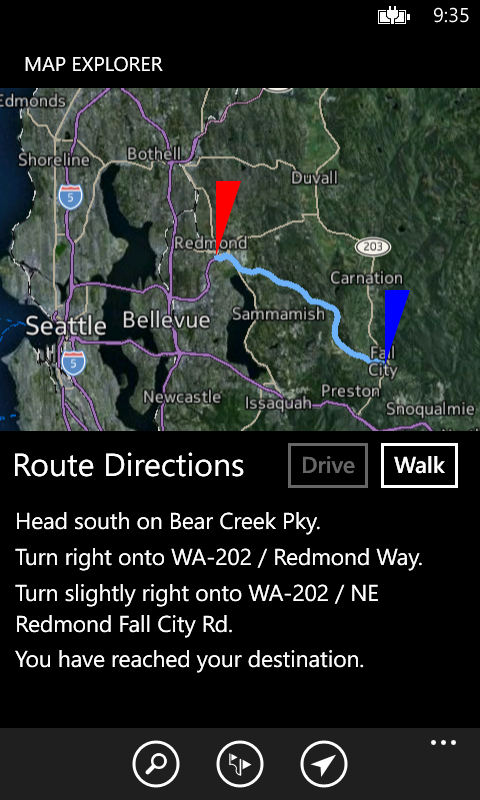 9:35
MAP EXPLORER
Edmonds
Shoreline
Bothell
5
Duvall
Redmond
203
Carnation
Seattle
Bellevue
Sammamish
5
Fall
City
Newcastle
Issaquah
Preston
Snoqualmie
Route Directions
Drive
Walk
Head south on Bear Creek Pky.
Turn right onto WA-202 / Redmond Way.
Turn slightly right onto WA-202 / NE
Redmond Fall City Rd.
You have reached your destination.